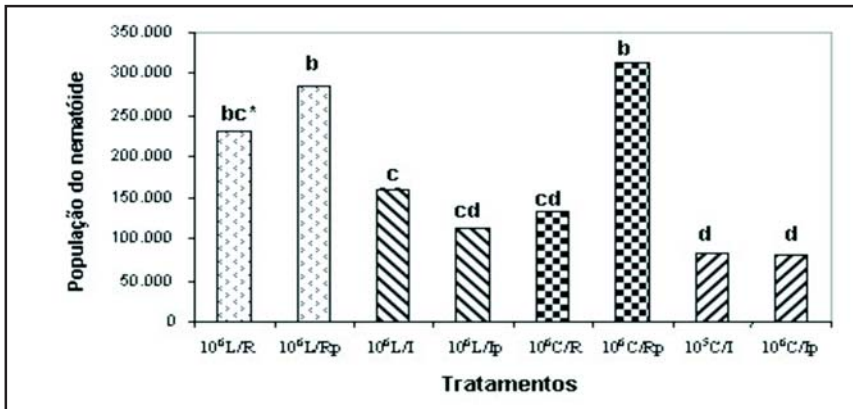 População do nematóide
350.000
300.000
250.000
200.000
150.000
100.000
50.000
0
bc*
b
c
cd
cd
b
d
d
10⁶L/R 10⁶L/Rp 10⁶L/I 10⁶L/Ip 10⁶C/R 10⁶C/Rp 10⁵C/I 10⁶C/Ip
Tratamentos